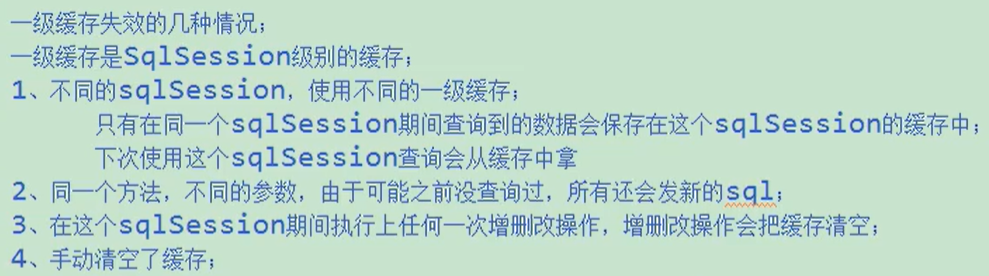 一级缓存失效的几种情况；
一级缓存是SqlSession级别的缓存；
1、不同的sqlSession，使用不同的一级缓存；
只有在同一个sqlSession期间查询到的数据会保存在这个sqlSession的缓存中；
下次使用这个sqlSession查询会从缓存中拿
2、同一个方法，不同的参数，由于可能之前没查询过，所有还会发新的sql；
3、在这个sqlSession期间执行上任何一次增删改操作，增删改操作会把缓存清空；
4、手动清空了缓存；